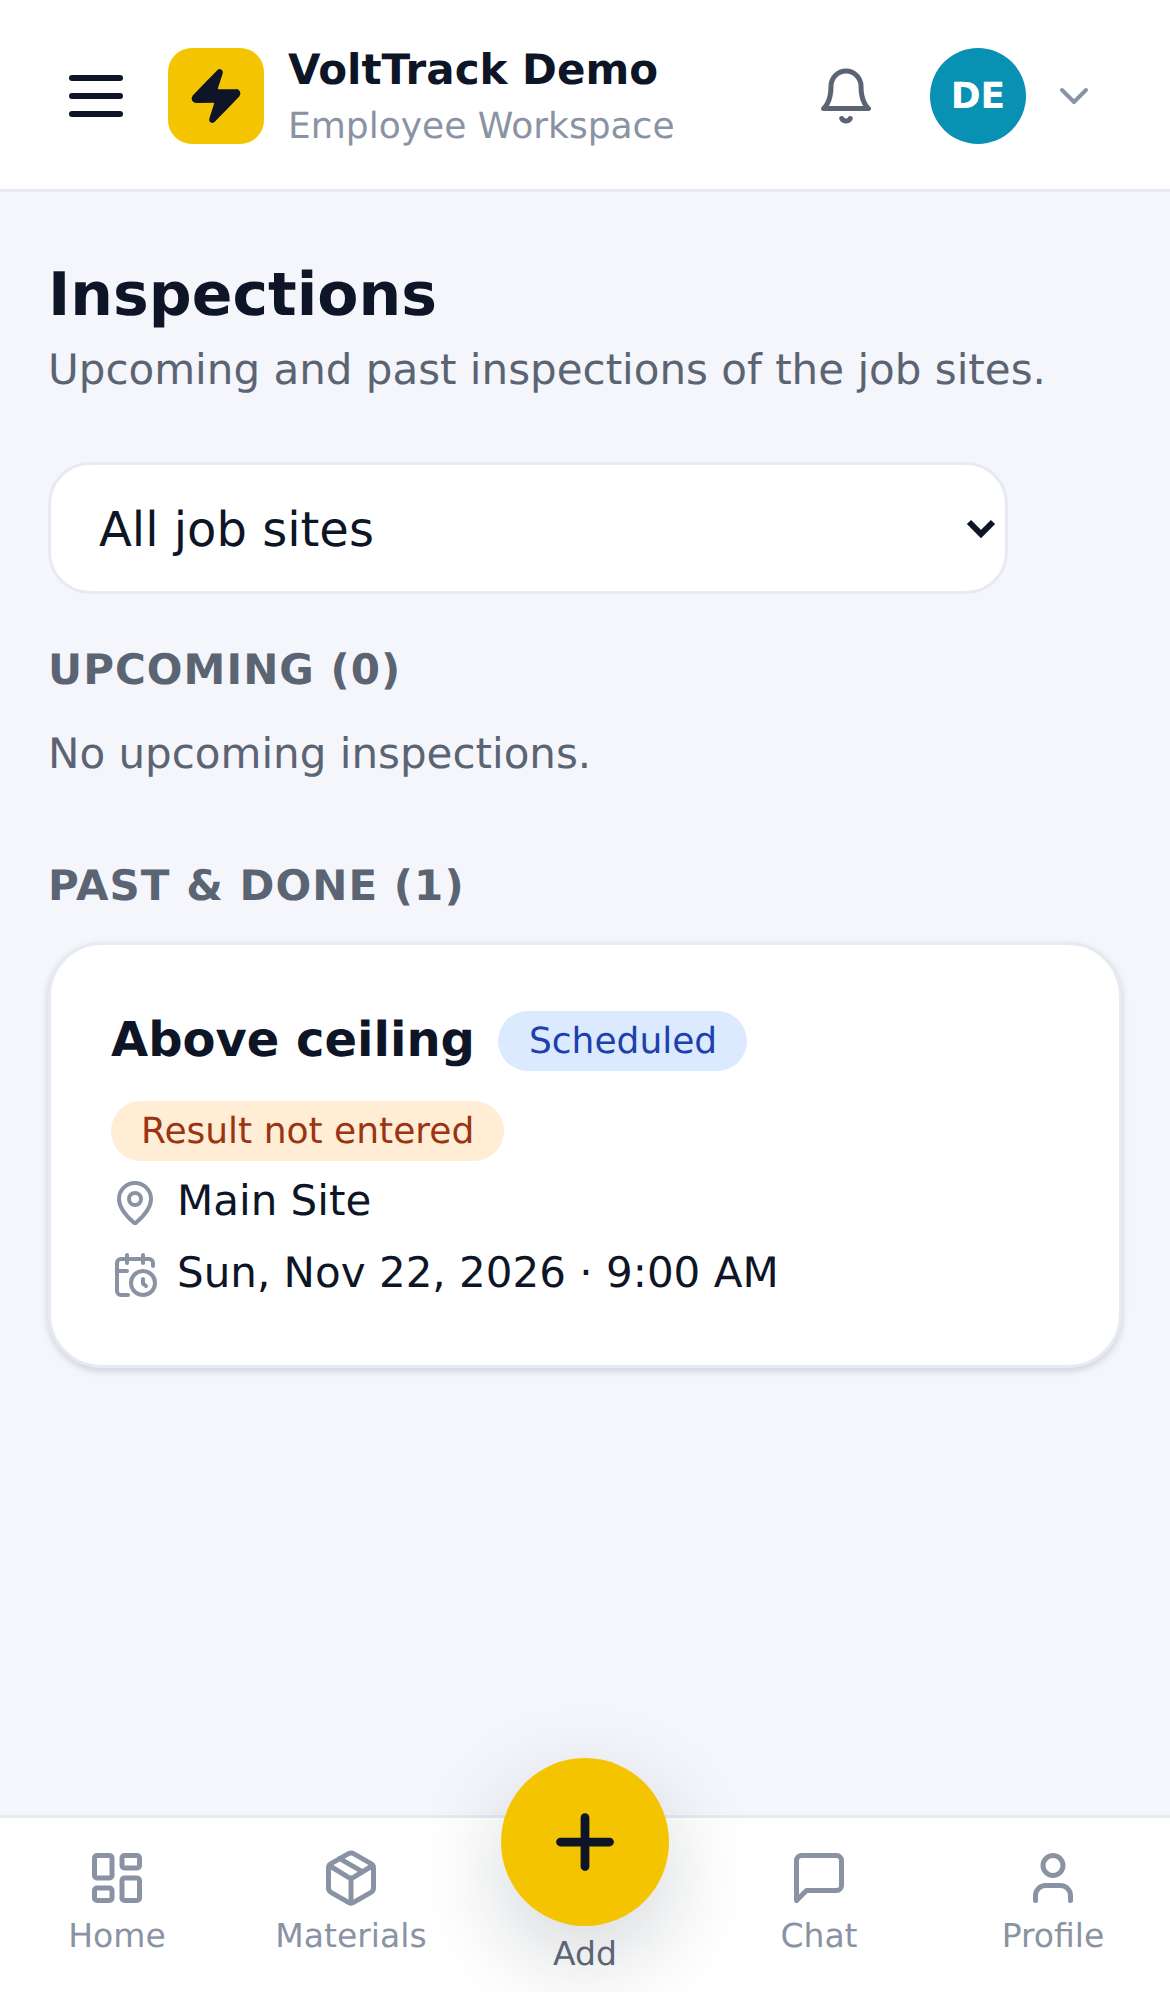 VoltTrack Demo
Employee Workspace
DE
Inspections
Upcoming and past inspections of the job sites.
All job sites
UPCOMING (0)
No upcoming inspections.
PAST & DONE (1)
Above ceiling
Scheduled
Result not entered
Main Site
Sun, Nov 22, 2026 · 9:00 AM
Home
Materials
Add
Chat
Profile